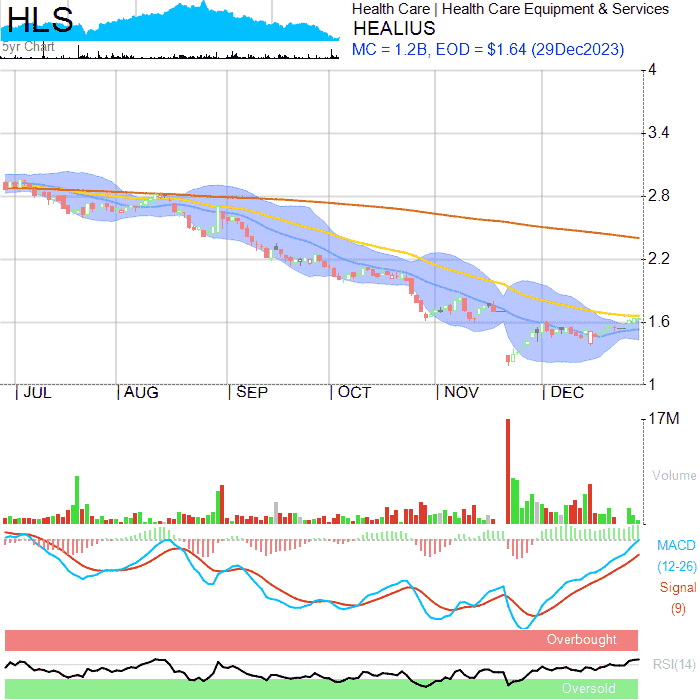 HLS
5yr Chart
Health Care | Health Care Equipment & Services
HEALIUS
MC = 1.2B, EOD = $1.64 (29Dec2023)
4
3.4
2.8
2.2
1.6
1
| JUL | AUG | SEP | OCT | NOV | DEC
17M
Volume
MACD
(12-26)
Signal
(9)
Overbought
RSI(14)
Oversold